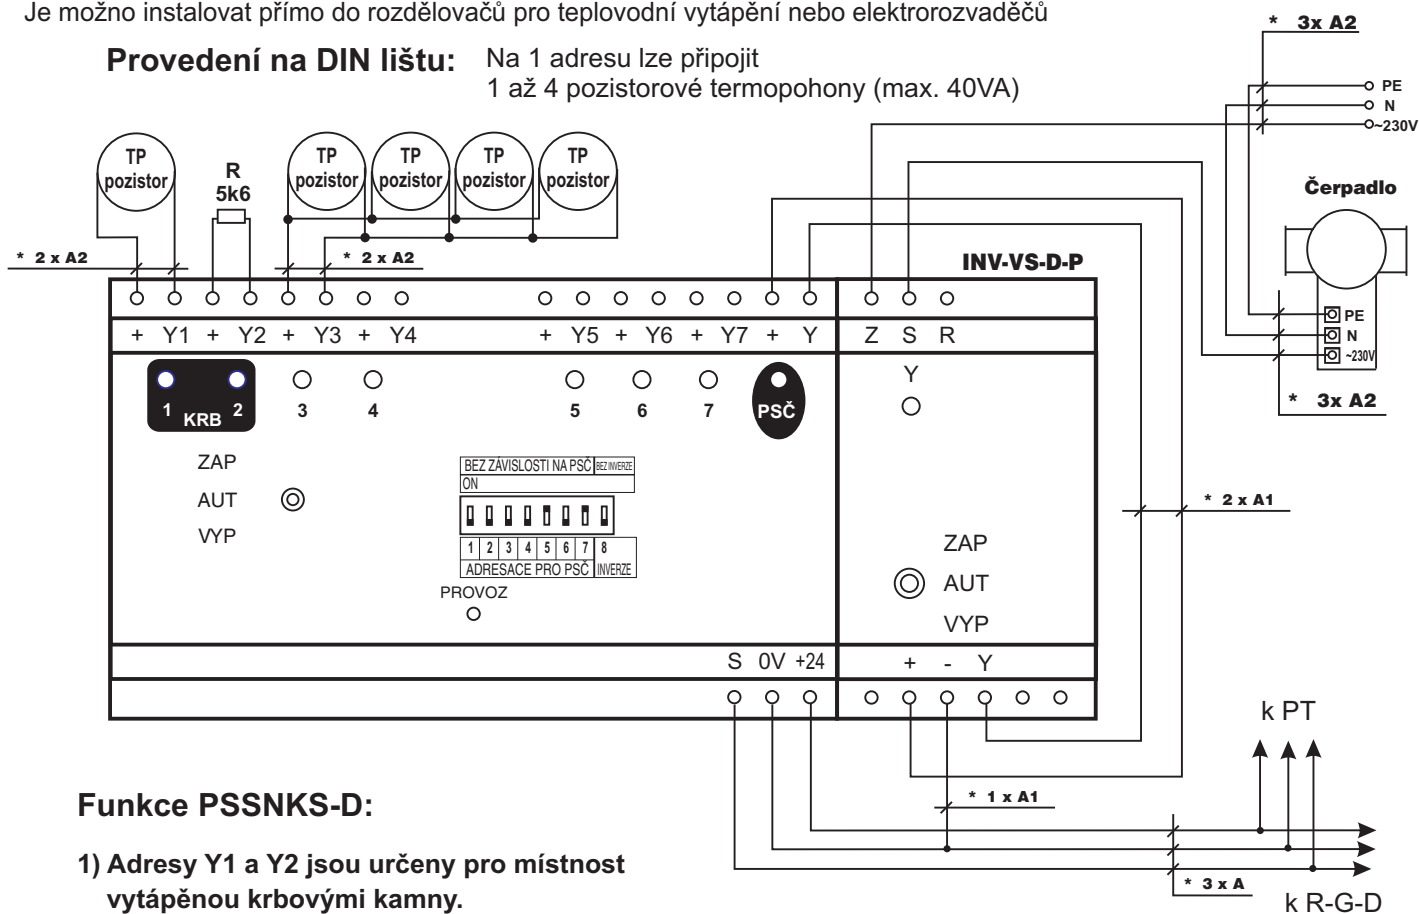 Je možno instalovat přímo do rozdělovačů pro teplovodní vytápění nebo elektrorozvaděčů
* 3x A2
Provedení na DIN lištu: Na 1 adresu lze připojit
1 až 4 pozistorové termopohony (max. 40VA)
PE
N
~230V
TP
pozistor
R
5k6
TP
pozistor
TP
pozistor
TP
pozistor
TP
pozistor
Čerpadlo
* 2 x A2
* 2 x A2
INV-VS-D-P
+ Y1 + Y2 + Y3 + Y4 + Y5 + Y6 + Y7 + Y Z S R
PE
N
~230V
* 3x A2
1 KRB 2 3 4 5 6 7 PSČ
Y
ZAP
AUT
VYP
BEZ ZÁVISLOSTI NA PSČ BEZ INVERZE
ON
1 2 3 4 5 6 7 8
ADRESACE PRO PSČ INVERZE
PROVOZ
* 2 x A1
ZAP
AUT
VYP
S 0V +24 + - Y
k PT
* 1 x A1
* 3 x A
k R-G-D
Funkce PSSNKS-D:
1) Adresy Y1 a Y2 jsou určeny pro místnost
vytápěnou krbovými kamny.